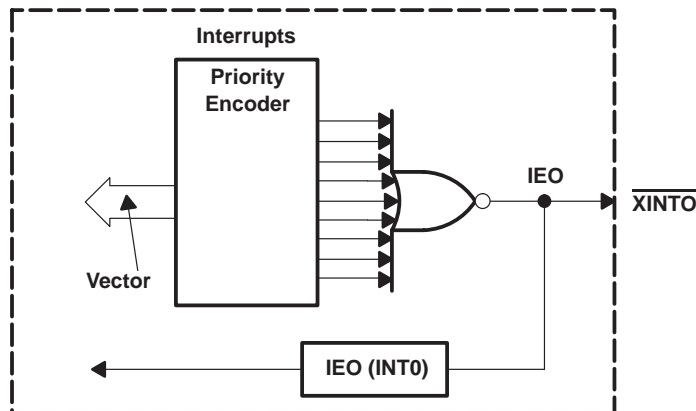 Interrupts
Priority
Encoder
IEO
XINTO
Vector
IEO (INT0)